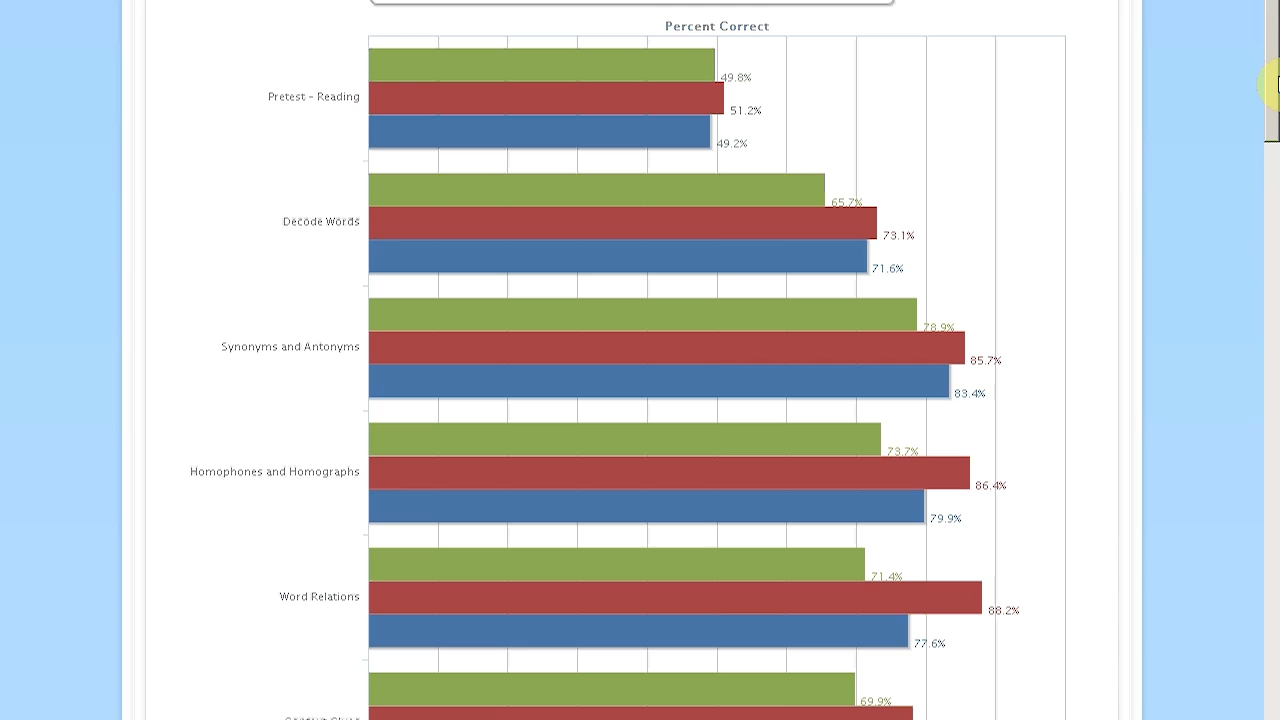 Percent Correct
49.8%
Pretest - Reading
51.2%
49.2%
65.7%
Decode Words
73.1%
71.6%
78.9%
Synonyms and Antonyms
85.7%
83.4%
73.7%
Homophones and Homographs
86.4%
79.9%
71.4%
Word Relations
88.2%
77.6%
69.9%